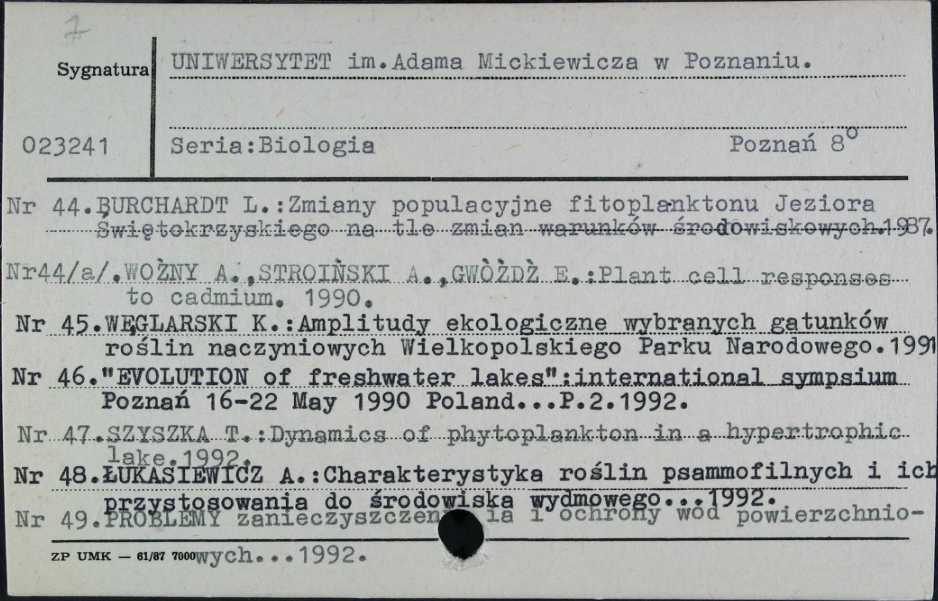 7
UNIWERSYTET im.Adama Mickiewicza w Poznaniu.
Sygnatura
023241
Seria:Biologia Poznań 8°
Nr 44.BURCHARDT L.:Zmiany populacyjne fitoplanktonu Jeziora
Świętokrzyskiego na tle zmian warunków środowiskowych.1987.
Nr44/a/.WOŹNY A.,STROIŃSKI A.,GWÓŹDŹ E.:Plant cell responses
to cadmium. 1990.
Nr 45.WĘGLARSKI K.:Amplitudy ekologiczne wybranych gatunków
roślin naczyniowych Wielkopolskiego Parku Narodowego.1991
Nr 46."EVOLUTION of freshwater lakes":international sympsium
Poznań 16-22 May 1990 Poland...P.2.1992.
Nr 47.SZYSZKA T.:Dynamics of phytoplankton in a hypertrophic
lake.1992.
Nr 48.ŁUKASIEWICZ A.:Charakterystyka roślin psammofilnych i ich
przystosowania do środowiska wydmowego...1992.
Nr 49.PROBLEMY zanieczyszczen ia i ochrony wód powierzchnio-
wych...1992.
ZP UMK — 61/87 7000